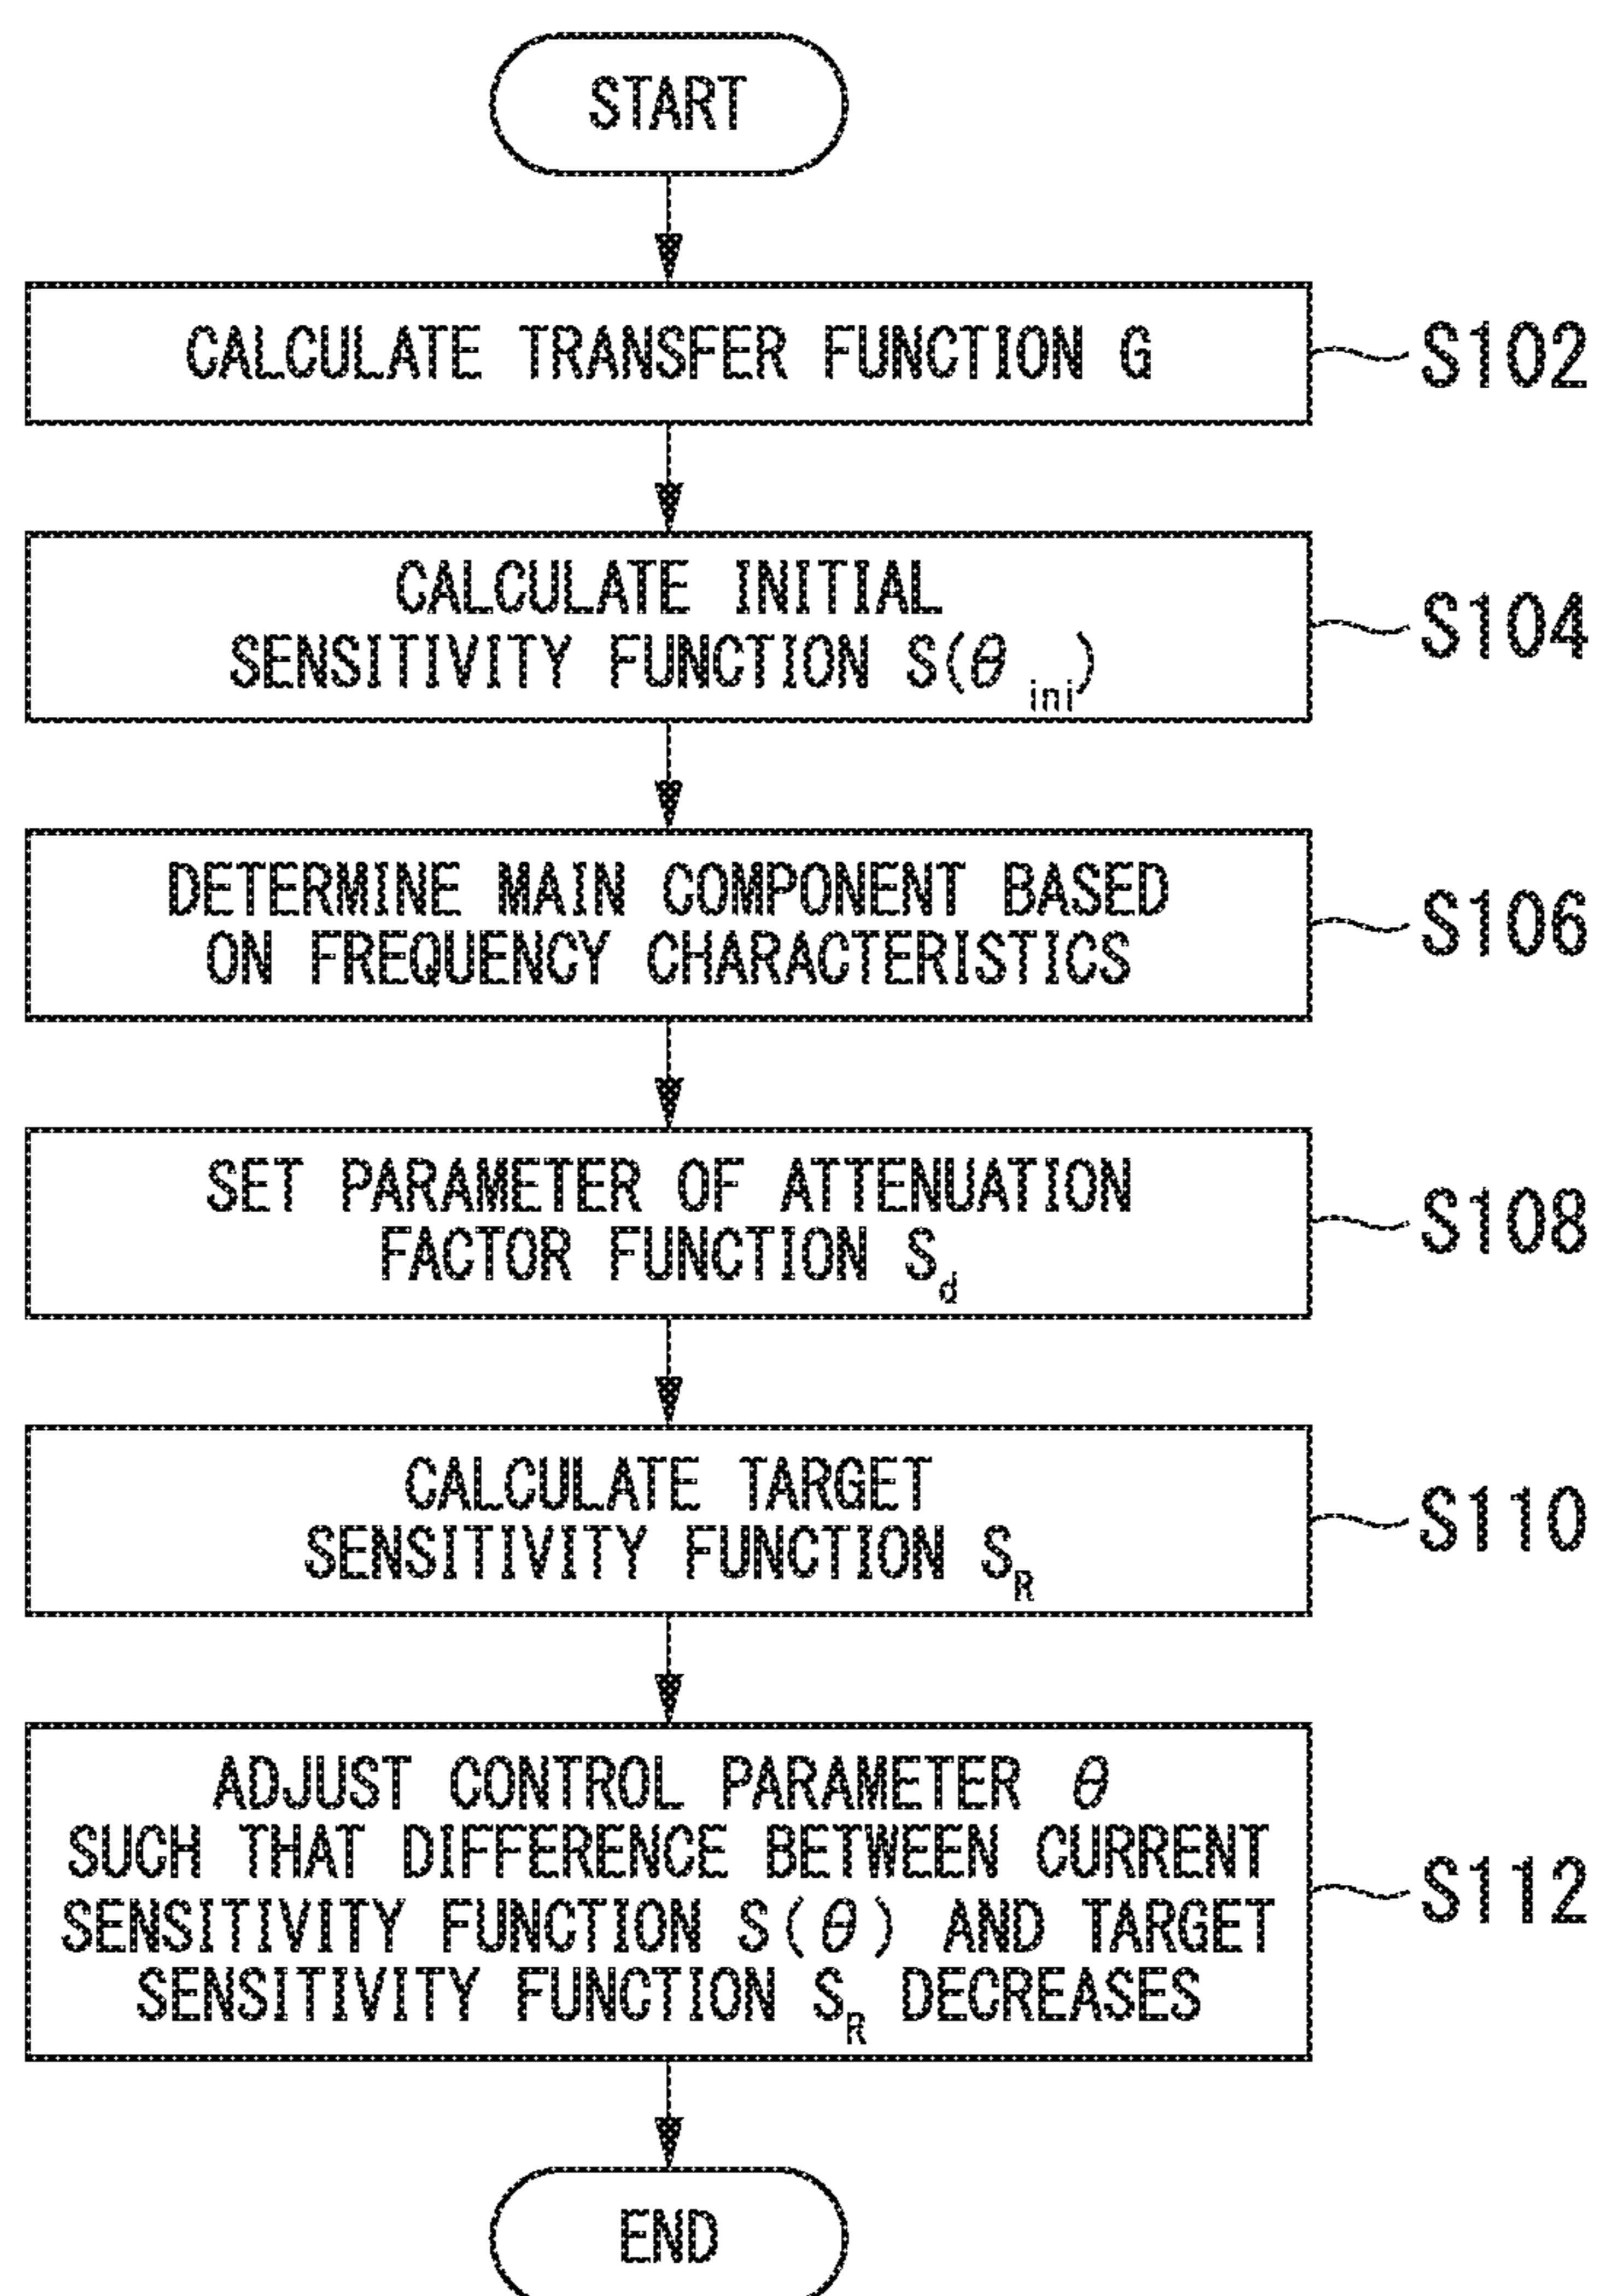 START
CALCULATE TRANSFER FUNCTION G
S102
CALCULATE INITIAL
SENSITIVITY FUNCTION S(θini)
S104
DETERMINE MAIN COMPONENT BASED
ON FREQUENCY CHARACTERISTICS
S106
SET PARAMETER OF ATTENUATION
FACTOR FUNCTION Sd
S108
CALCULATE TARGET
SENSITIVITY FUNCTION SR
S110
ADJUST CONTROL PARAMETER θ
SUCH THAT DIFFERENCE BETWEEN CURRENT
SENSITIVITY FUNCTION S(θ) AND TARGET
SENSITIVITY FUNCTION SR DECREASES
S112
END